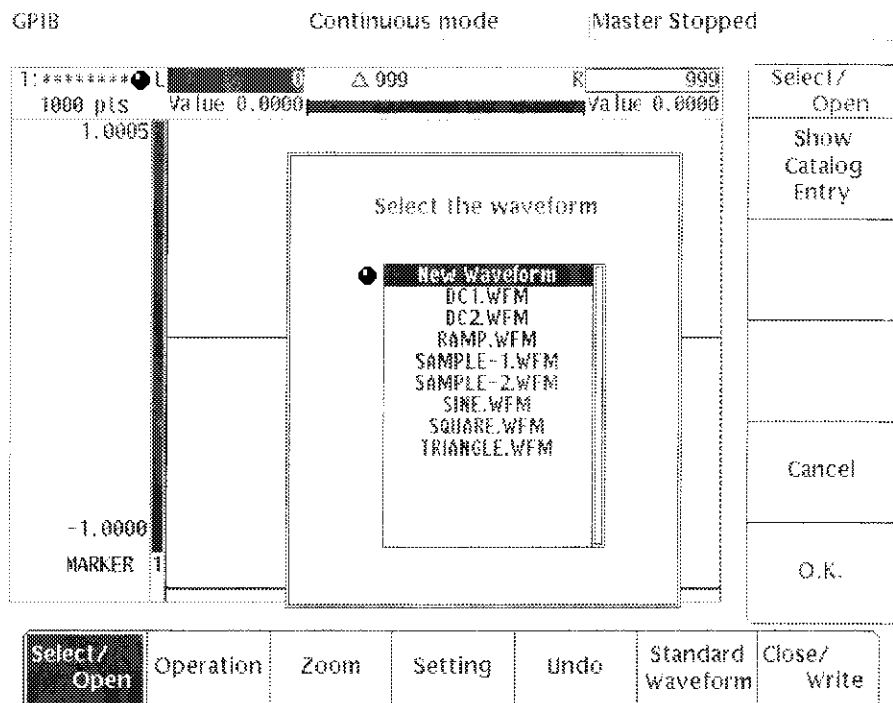 GPIB Continuous mode Master Stopped
1:******** L 0 △ 999 R 999
1000 pts Value 0.0000 Value 0.0000
1.0005
-1.0000
MARKER 1
Select the waveform
New Waveform
DC1.WFM
DC2.WFM
RAMP.WFM
SAMPLE-1.WFM
SAMPLE-2.WFM
SINE.WFM
SQUARE.WFM
TRIANGLE.WFM
Select/
Open
Show
Catalog
Entry
Cancel
O.K.
Select/
Open
Operation
Zoom
Setting
Undo
Standard
Waveform
Close/
Write